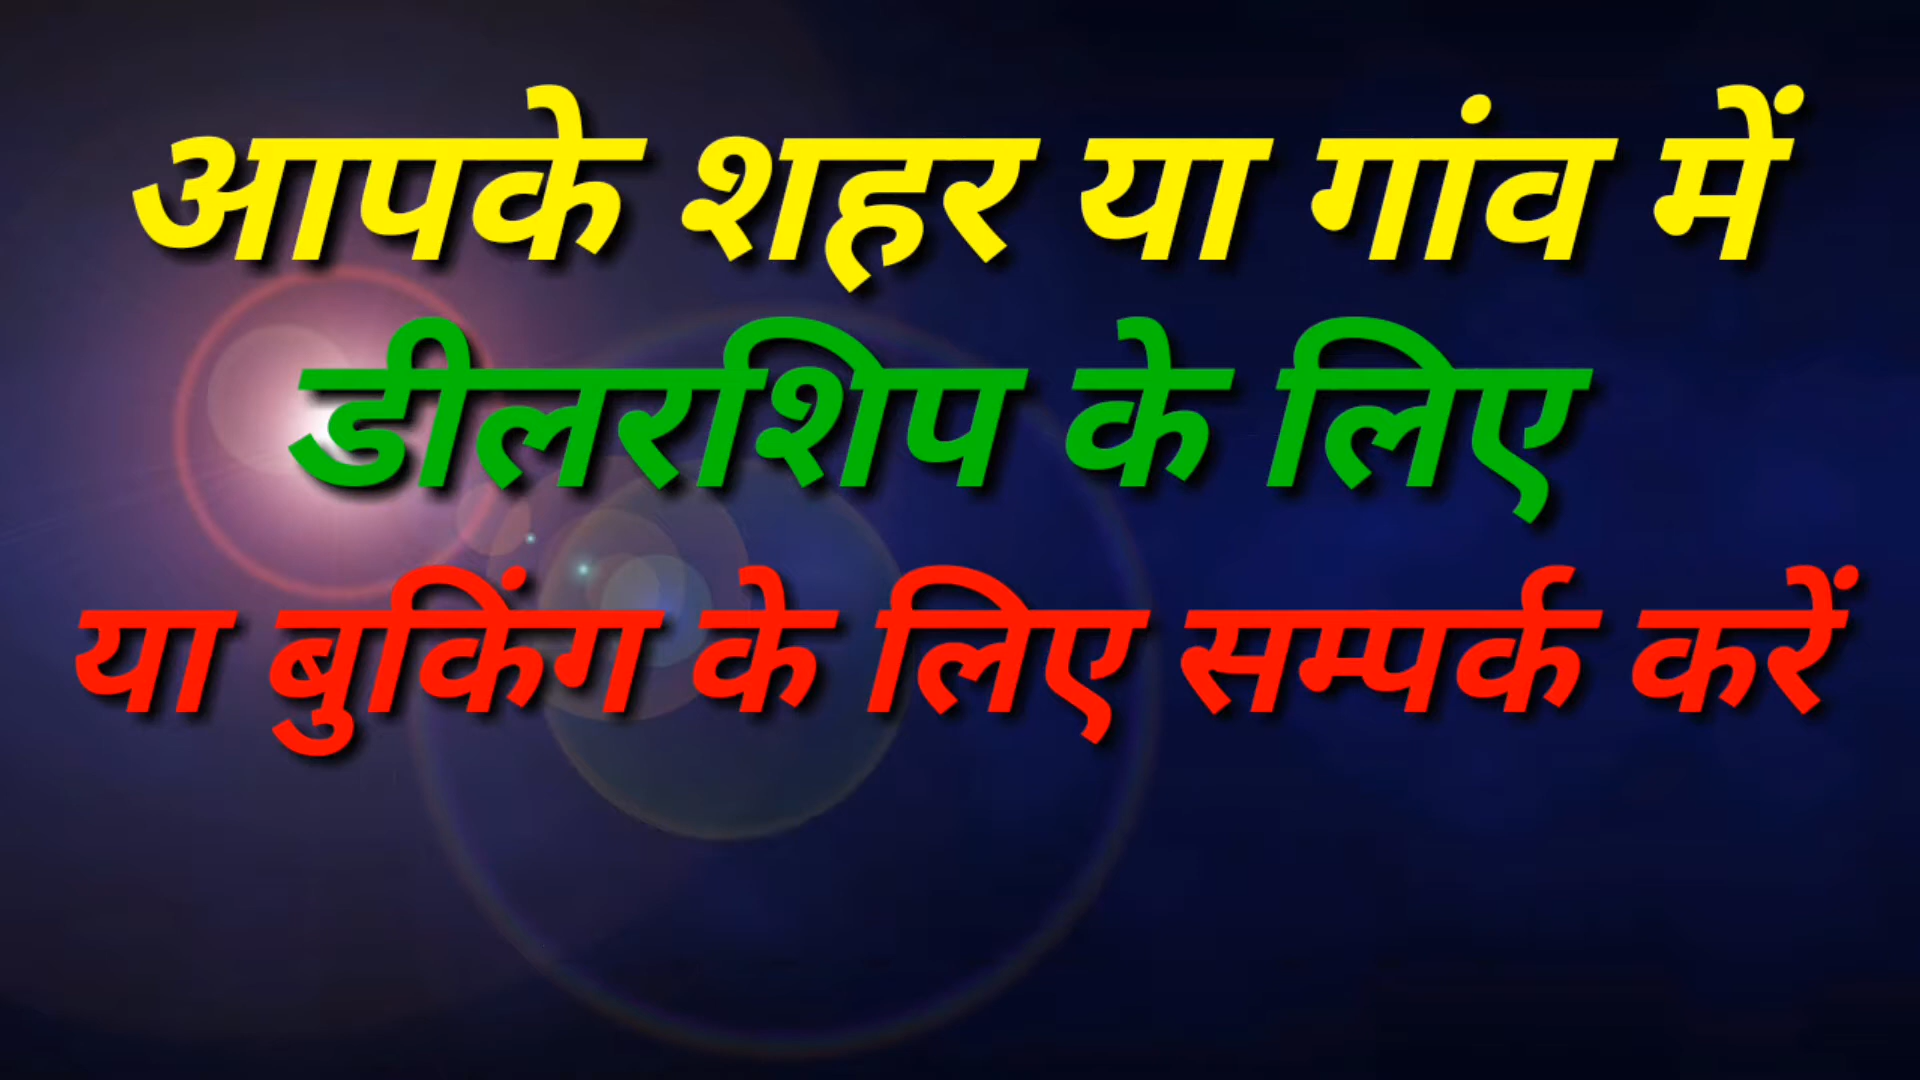 आपके शहर या गांव में
डीलरशिप के लिए
या बुकिंग के लिए सम्पर्क करें